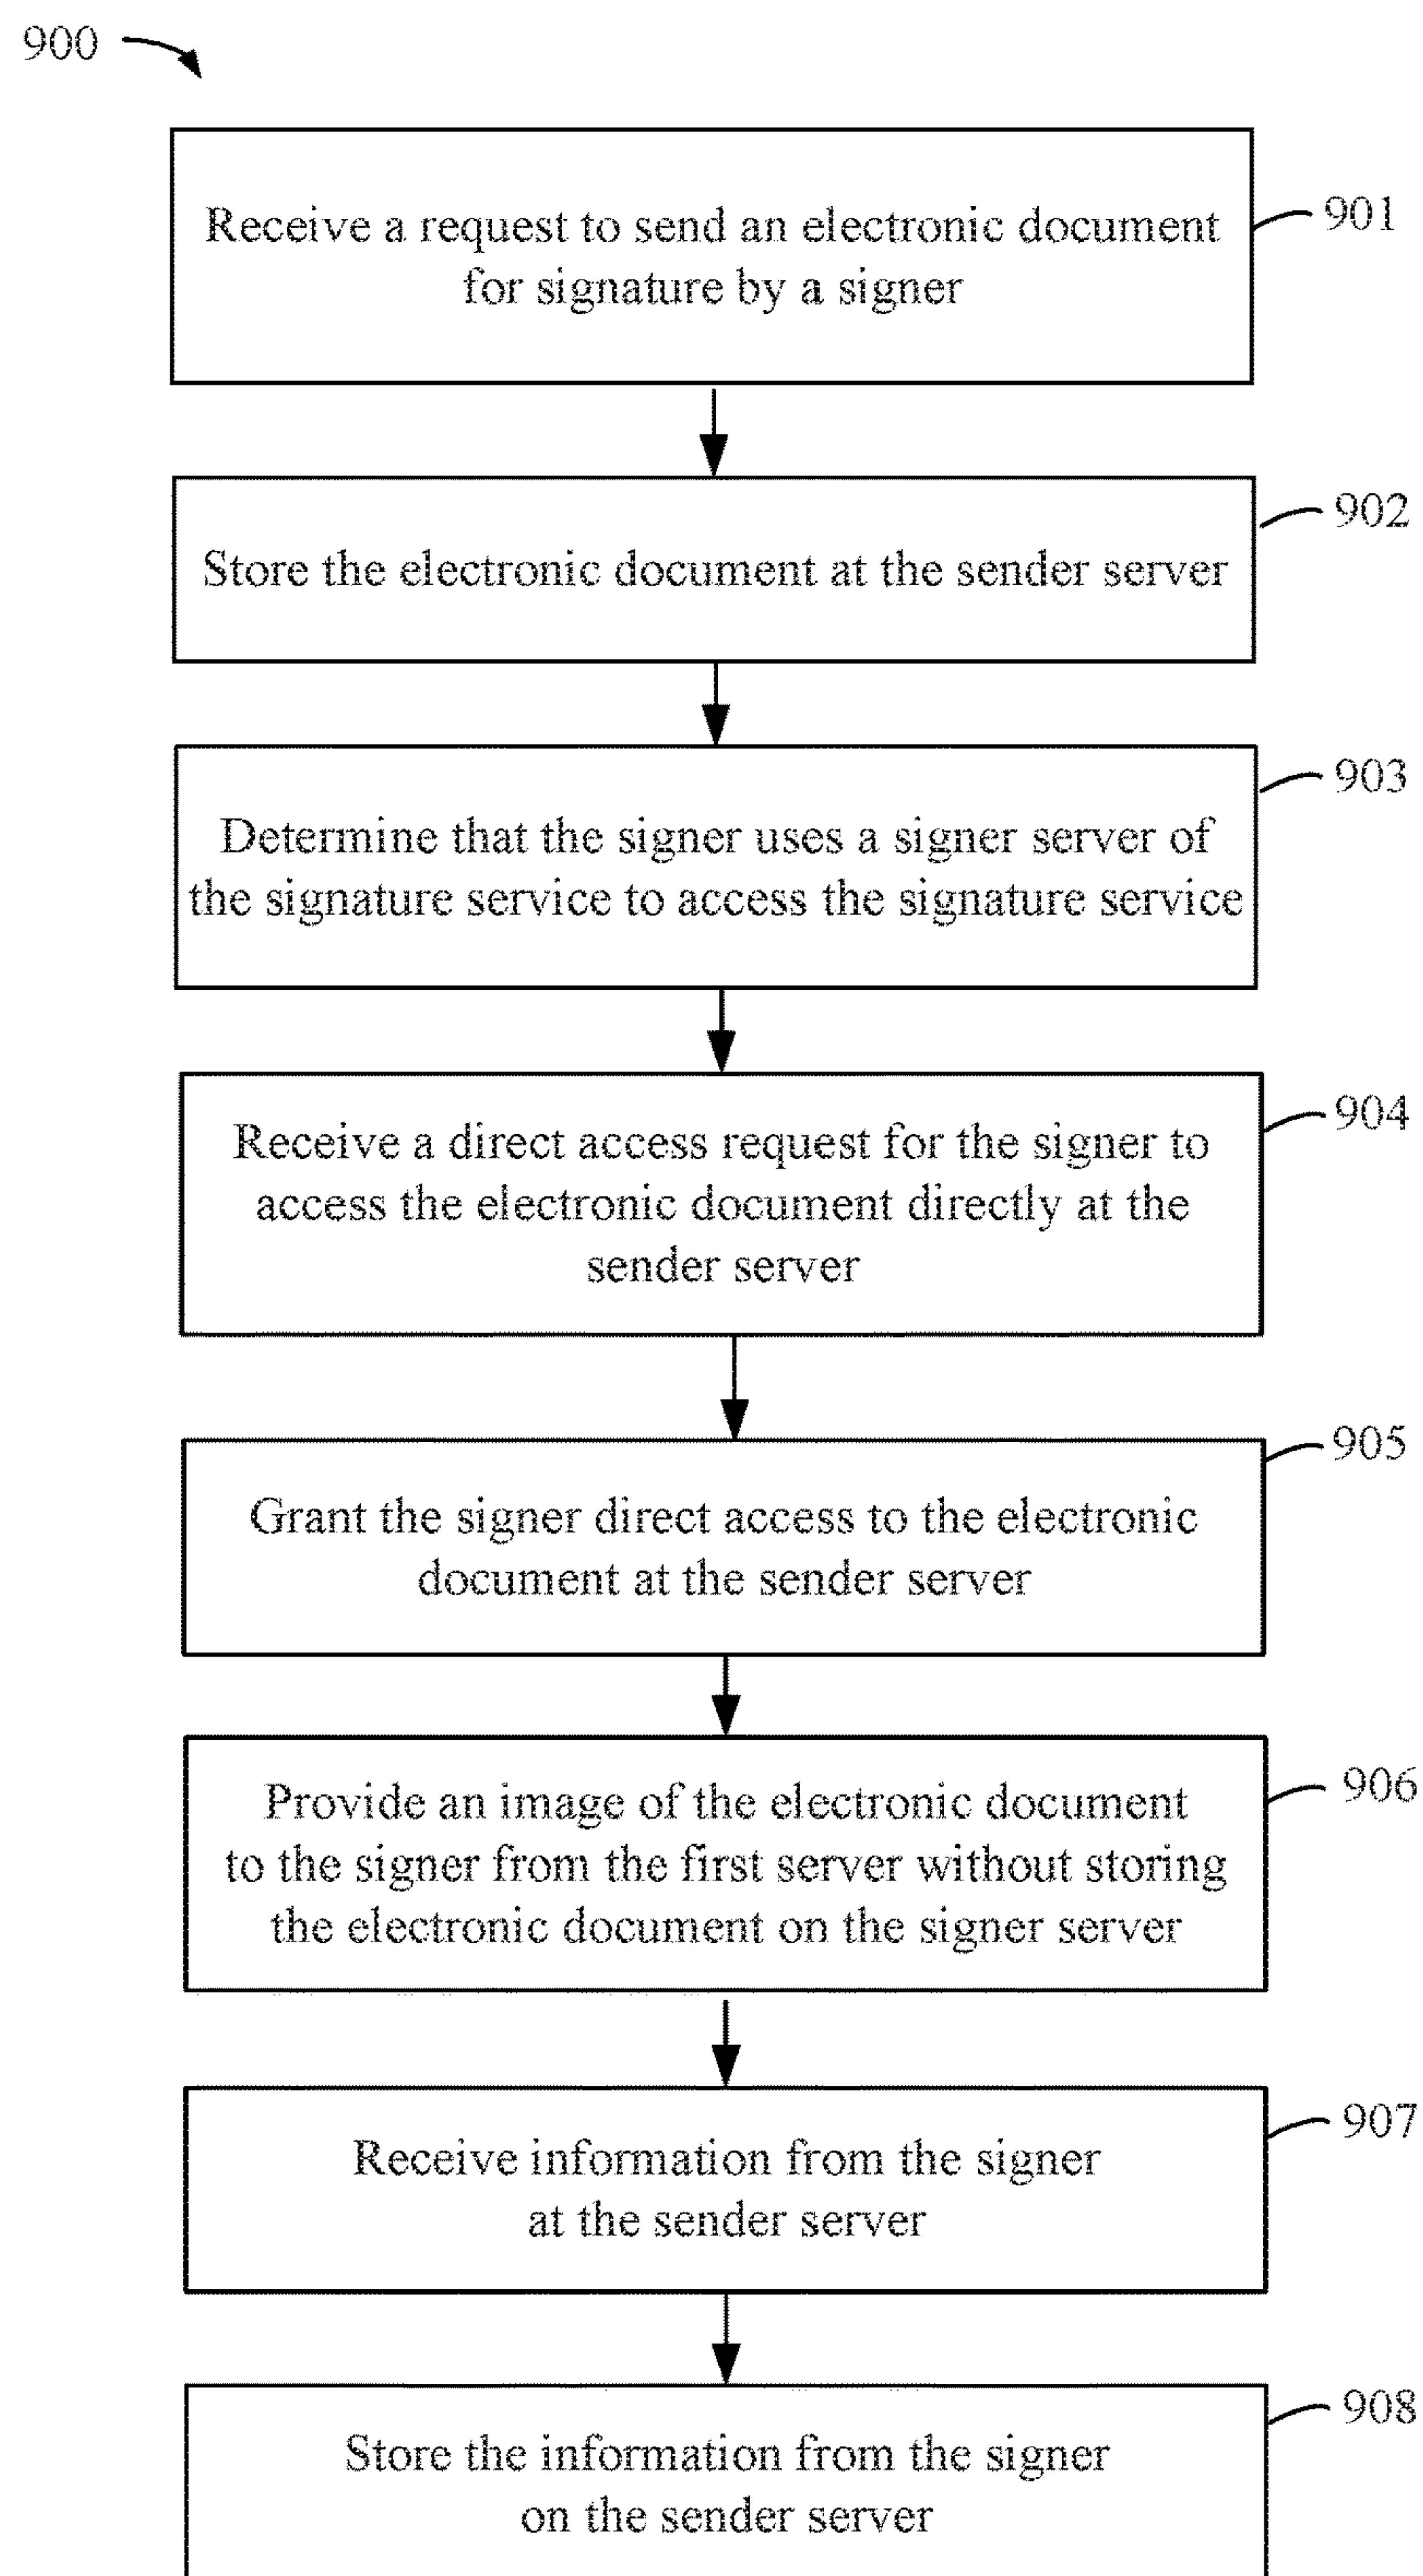 900
Receive a request to send an electronic document
for signature by a signer
901
Store the electronic document at the sender server
902
Determine that the signer uses a signer server of
the signature service to access the signature service
903
Receive a direct access request for the signer to
access the electronic document directly at the
sender server
904
Grant the signer direct access to the electronic
document at the sender server
905
Provide an image of the electronic document
to the signer from the first server without storing
the electronic document on the signer server
906
Receive information from the signer
at the sender server
907
Store the information from the signer
on the sender server
908